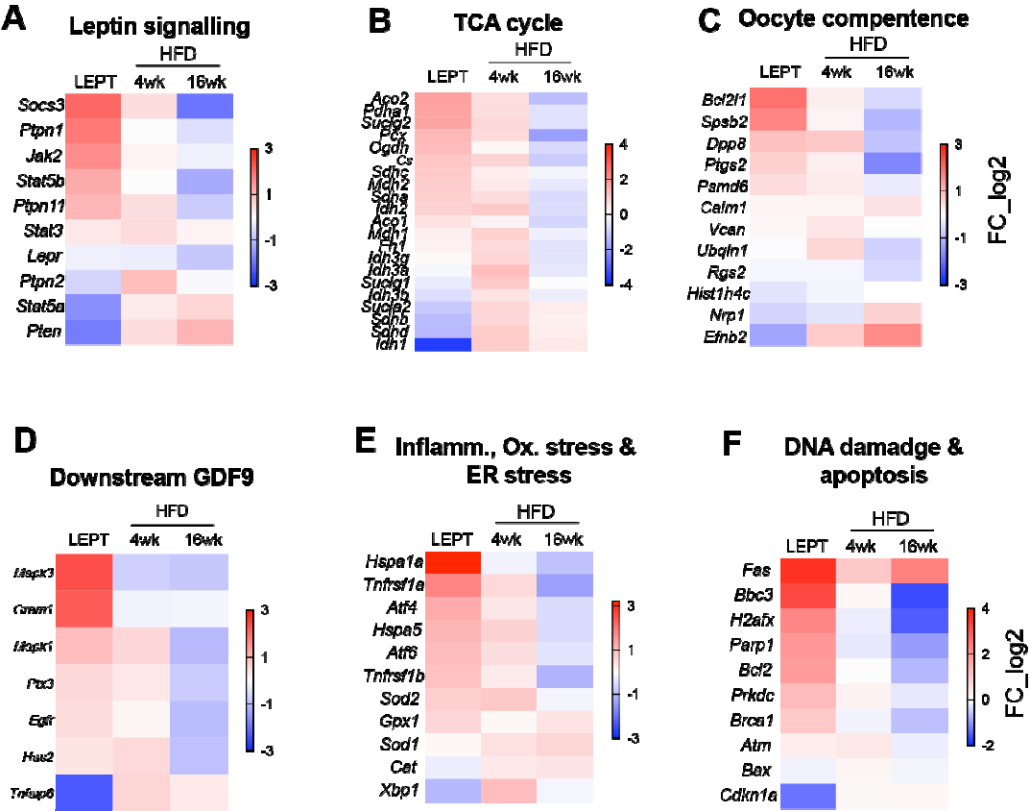 A
Leptin signalling
HFD
LEPT 4wk 16wk
Socs3
Ptpn1
Jak2
Stat5b
Ptpn11
Stat3
Lepr
Ptpn2
Stat5a
Pten
3
1
-1
-3
B
TCA cycle
HFD
LEPT 4wk 16wk
Aco2
Pdha1
Suclg2
Pcx
Ogdh
Cs
Sdhc
Mdh2
Sdha
Idh2
Aco1
Mdh1
Fh1
Idh3g
Idh3a
Suclg1
Idh3b
Sucla2
Sdhb
Sdhd
Idh1
4
2
0
-2
-4
C
Oocyte compentence
HFD
LEPT 4wk 16wk
Bcl2l1
Spsb2
Dpp8
Ptgs2
Psmd6
Calm1
Vcan
Ubqln1
Rgs2
Hist1h4c
Nrp1
Efnb2
3
1
-1
-3
FC_log2
D
Downstream GDF9
HFD
LEPT 4wk 16wk
Mapk3
Grem1
Mapk1
Ptx3
Egfr
Has2
Tnfaip6
3
1
-1
-3
E
Inflamm., Ox. stress &
ER stress
HFD
LEPT 4wk 16wk
Hspa1a
Tnfrsf1a
Atf4
Hspa5
Atf6
Tnfrsf1b
Sod2
Gpx1
Sod1
Cat
Xbp1
3
1
-1
-3
F
DNA damadge &
apoptosis
HFD
LEPT 4wk 16wk
Fas
Bbc3
H2afx
Parp1
Bcl2
Prkdc
Brca1
Atm
Bax
Cdkn1a
4
2
0
-2
FC_log2